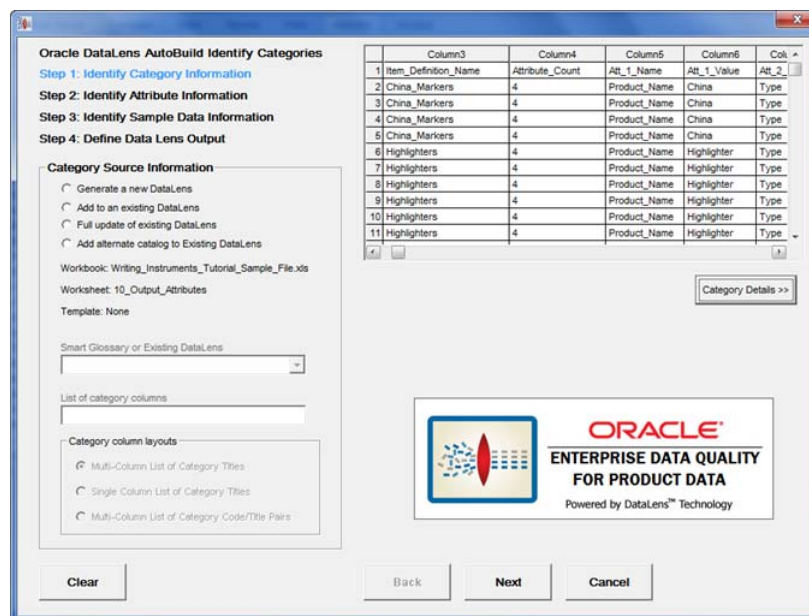 Oracle DataLens AutoBuild Identify Categories
Step 1: Identify Category Information
Step 2: Identify Attribute Information
Step 3: Identify Sample Data Information
Step 4: Define Data Lens Output
Category Source Information
Generate a new DataLens
Add to an existing DataLens
Full update of existing DataLens
Add alternate catalog to Existing DataLens
Workbook: Writing_Instruments_Tutorial_Sample_File.xls
Worksheet: 10_Output_Attributes
Template: None
Smart Glossary or Existing DataLens
List of category columns
Category column layouts
Multi-Column List of Category Titles
Single Column List of Category Titles
Multi-Column List of Category Code/Title Pairs
Column3 Column4 Column5 Column6 Colu
1 Item_Definition_Name Attribute_Count Att_1_Name Att_1_Value Att_2_
2 China_Markers 4 Product_Name China Type
3 China_Markers 4 Product_Name China Type
4 China_Markers 4 Product_Name China Type
5 China_Markers 4 Product_Name China Type
6 Highlighters 4 Product_Name Highlighter Type
7 Highlighters 4 Product_Name Highlighter Type
8 Highlighters 4 Product_Name Highlighter Type
9 Highlighters 4 Product_Name Highlighter Type
10 Highlighters 4 Product_Name Highlighter Type
11 Highlighters 4 Product_Name Highlighter Type
Category Details >>
ORACLE®
ENTERPRISE DATA QUALITY
FOR PRODUCT DATA
Powered by DataLens™ Technology
Clear Back Next Cancel